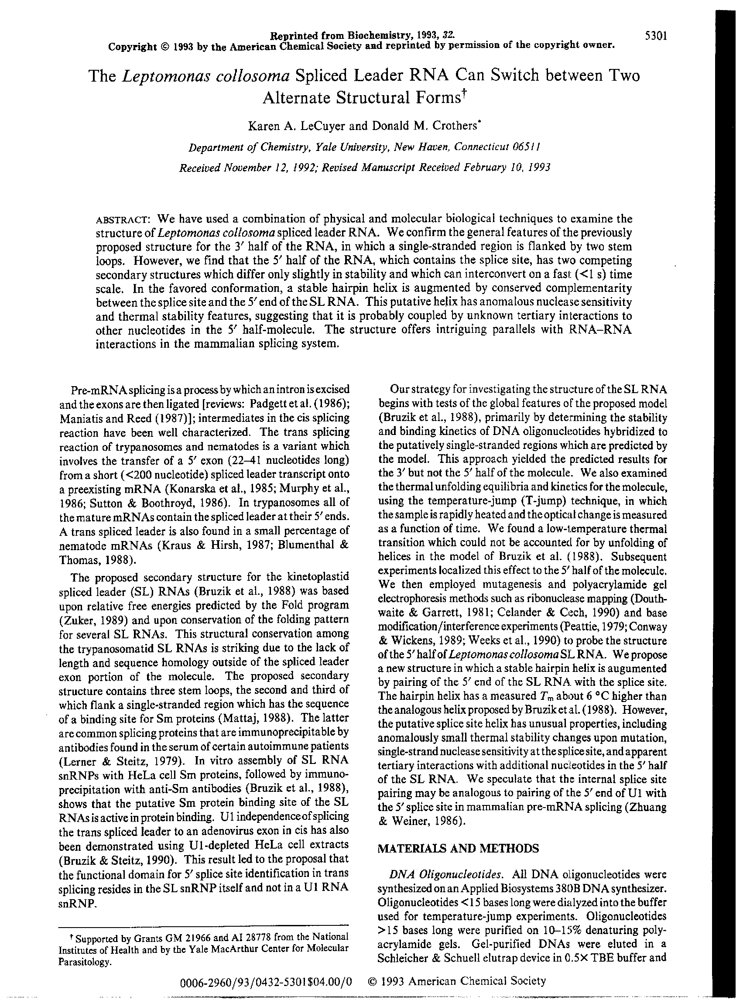 Reprinted from Biochemistry, 1993, 32.
5301
Copyright © 1993 by the American Chemical Society and reprinted by permission of the copyright owner.
The Leptomonas collosoma Spliced Leader RNA Can Switch between Two
Alternate Structural Forms†
Karen A. LeCuyer and Donald M. Crothers*
Department of Chemistry, Yale University, New Haven, Connecticut 06511
Received November 12, 1992; Revised Manuscript Received February 10, 1993
ABSTRACT: We have used a combination of physical and molecular biological techniques to examine the
structure of Leptomonas collosoma spliced leader RNA. We confirm the general features of the previously
proposed structure for the 3′ half of the RNA, in which a single-stranded region is flanked by two stem
loops. However, we find that the 5′ half of the RNA, which contains the splice site, has two competing
secondary structures which differ only slightly in stability and which can interconvert on a fast (<1 s) time
scale. In the favored conformation, a stable hairpin helix is augmented by conserved complementarity
between the splice site and the 5′ end of the SL RNA. This putative helix has anomalous nuclease sensitivity
and thermal stability features, suggesting that it is probably coupled by unknown tertiary interactions to
other nucleotides in the 5′ half-molecule. The structure offers intriguing parallels with RNA–RNA
interactions in the mammalian splicing system.
Pre-mRNA splicing is a process by which an intron is excised
and the exons are then ligated [reviews: Padgett et al. (1986);
Maniatis and Reed (1987)]; intermediates in the cis splicing
reaction have been well characterized. The trans splicing
reaction of trypanosomes and nematodes is a variant which
involves the transfer of a 5′ exon (22–41 nucleotides long)
from a short (<200 nucleotide) spliced leader transcript onto
a preexisting mRNA (Konarska et al., 1985; Murphy et al.,
1986; Sutton & Boothroyd, 1986). In trypanosomes all of
the mature mRNAs contain the spliced leader at their 5′ ends.
A trans spliced leader is also found in a small percentage of
nematode mRNAs (Kraus & Hirsh, 1987; Blumenthal &
Thomas, 1988).
The proposed secondary structure for the kinetoplastid
spliced leader (SL) RNAs (Bruzik et al., 1988) was based
upon relative free energies predicted by the Fold program
(Zuker, 1989) and upon conservation of the folding pattern
for several SL RNAs. This structural conservation among
the trypanosomatid SL RNAs is striking due to the lack of
length and sequence homology outside of the spliced leader
exon portion of the molecule. The proposed secondary
structure contains three stem loops, the second and third of
which flank a single-stranded region which has the sequence
of a binding site for Sm proteins (Mattaj, 1988). The latter
are common splicing proteins that are immunoprecipitable by
antibodies found in the serum of certain autoimmune patients
(Lerner & Steitz, 1979). In vitro assembly of SL RNA
snRNPs with HeLa cell Sm proteins, followed by immuno-
precipitation with anti-Sm antibodies (Bruzik et al., 1988),
shows that the putative Sm protein binding site of the SL
RNAs is active in protein binding. U1 independence of splicing
the trans spliced leader to an adenovirus exon in cis has also
been demonstrated using U1-depleted HeLa cell extracts
(Bruzik & Steitz, 1990). This result led to the proposal that
the functional domain for 5′ splice site identification in trans
splicing resides in the SL snRNP itself and not in a U1 RNA
snRNP.
† Supported by Grants GM 21966 and AI 28778 from the National
Institutes of Health and by the Yale MacArthur Center for Molecular
Parasitology.
Our strategy for investigating the structure of the SL RNA
begins with tests of the global features of the proposed model
(Bruzik et al., 1988), primarily by determining the stability
and binding kinetics of DNA oligonucleotides hybridized to
the putatively single-stranded regions which are predicted by
the model. This approach yielded the predicted results for
the 3′ but not the 5′ half of the molecule. We also examined
the thermal unfolding equilibria and kinetics for the molecule,
using the temperature-jump (T-jump) technique, in which
the sample is rapidly heated and the optical change is measured
as a function of time. We found a low-temperature thermal
transition which could not be accounted for by unfolding of
helices in the model of Bruzik et al. (1988). Subsequent
experiments localized this effect to the 5′ half of the molecule.
We then employed mutagenesis and polyacrylamide gel
electrophoresis methods such as ribonuclease mapping (Douth-
waite & Garrett, 1981; Celander & Cech, 1990) and base
modification/interference experiments (Peattie, 1979; Conway
& Wickens, 1989; Weeks et al., 1990) to probe the structure
of the 5′ half of Leptomonas collosoma SL RNA. We propose
a new structure in which a stable hairpin helix is augumented
by pairing of the 5′ end of the SL RNA with the splice site.
The hairpin helix has a measured Tm about 6 °C higher than
the analogous helix proposed by Bruzik et al. (1988). However,
the putative splice site helix has unusual properties, including
anomalously small thermal stability changes upon mutation,
single-strand nuclease sensitivity at the splice site, and apparent
tertiary interactions with additional nucleotides in the 5′ half
of the SL RNA. We speculate that the internal splice site
pairing may be analogous to pairing of the 5′ end of U1 with
the 5′ splice site in mammalian pre-mRNA splicing (Zhuang
& Weiner, 1986).
MATERIALS AND METHODS
DNA Oligonucleotides. All DNA oligonucleotides were
synthesized on an Applied Biosystems 380B DNA synthesizer.
Oligonucleotides <15 bases long were dialyzed into the buffer
used for temperature-jump experiments. Oligonucleotides
>15 bases long were purified on 10–15% denaturing poly-
acrylamide gels. Gel-purified DNAs were eluted in a
Schleicher & Schuell elutrap device in 0.5× TBE buffer and
0006-2960/93/0432-5301$04.00/0 © 1993 American Chemical Society